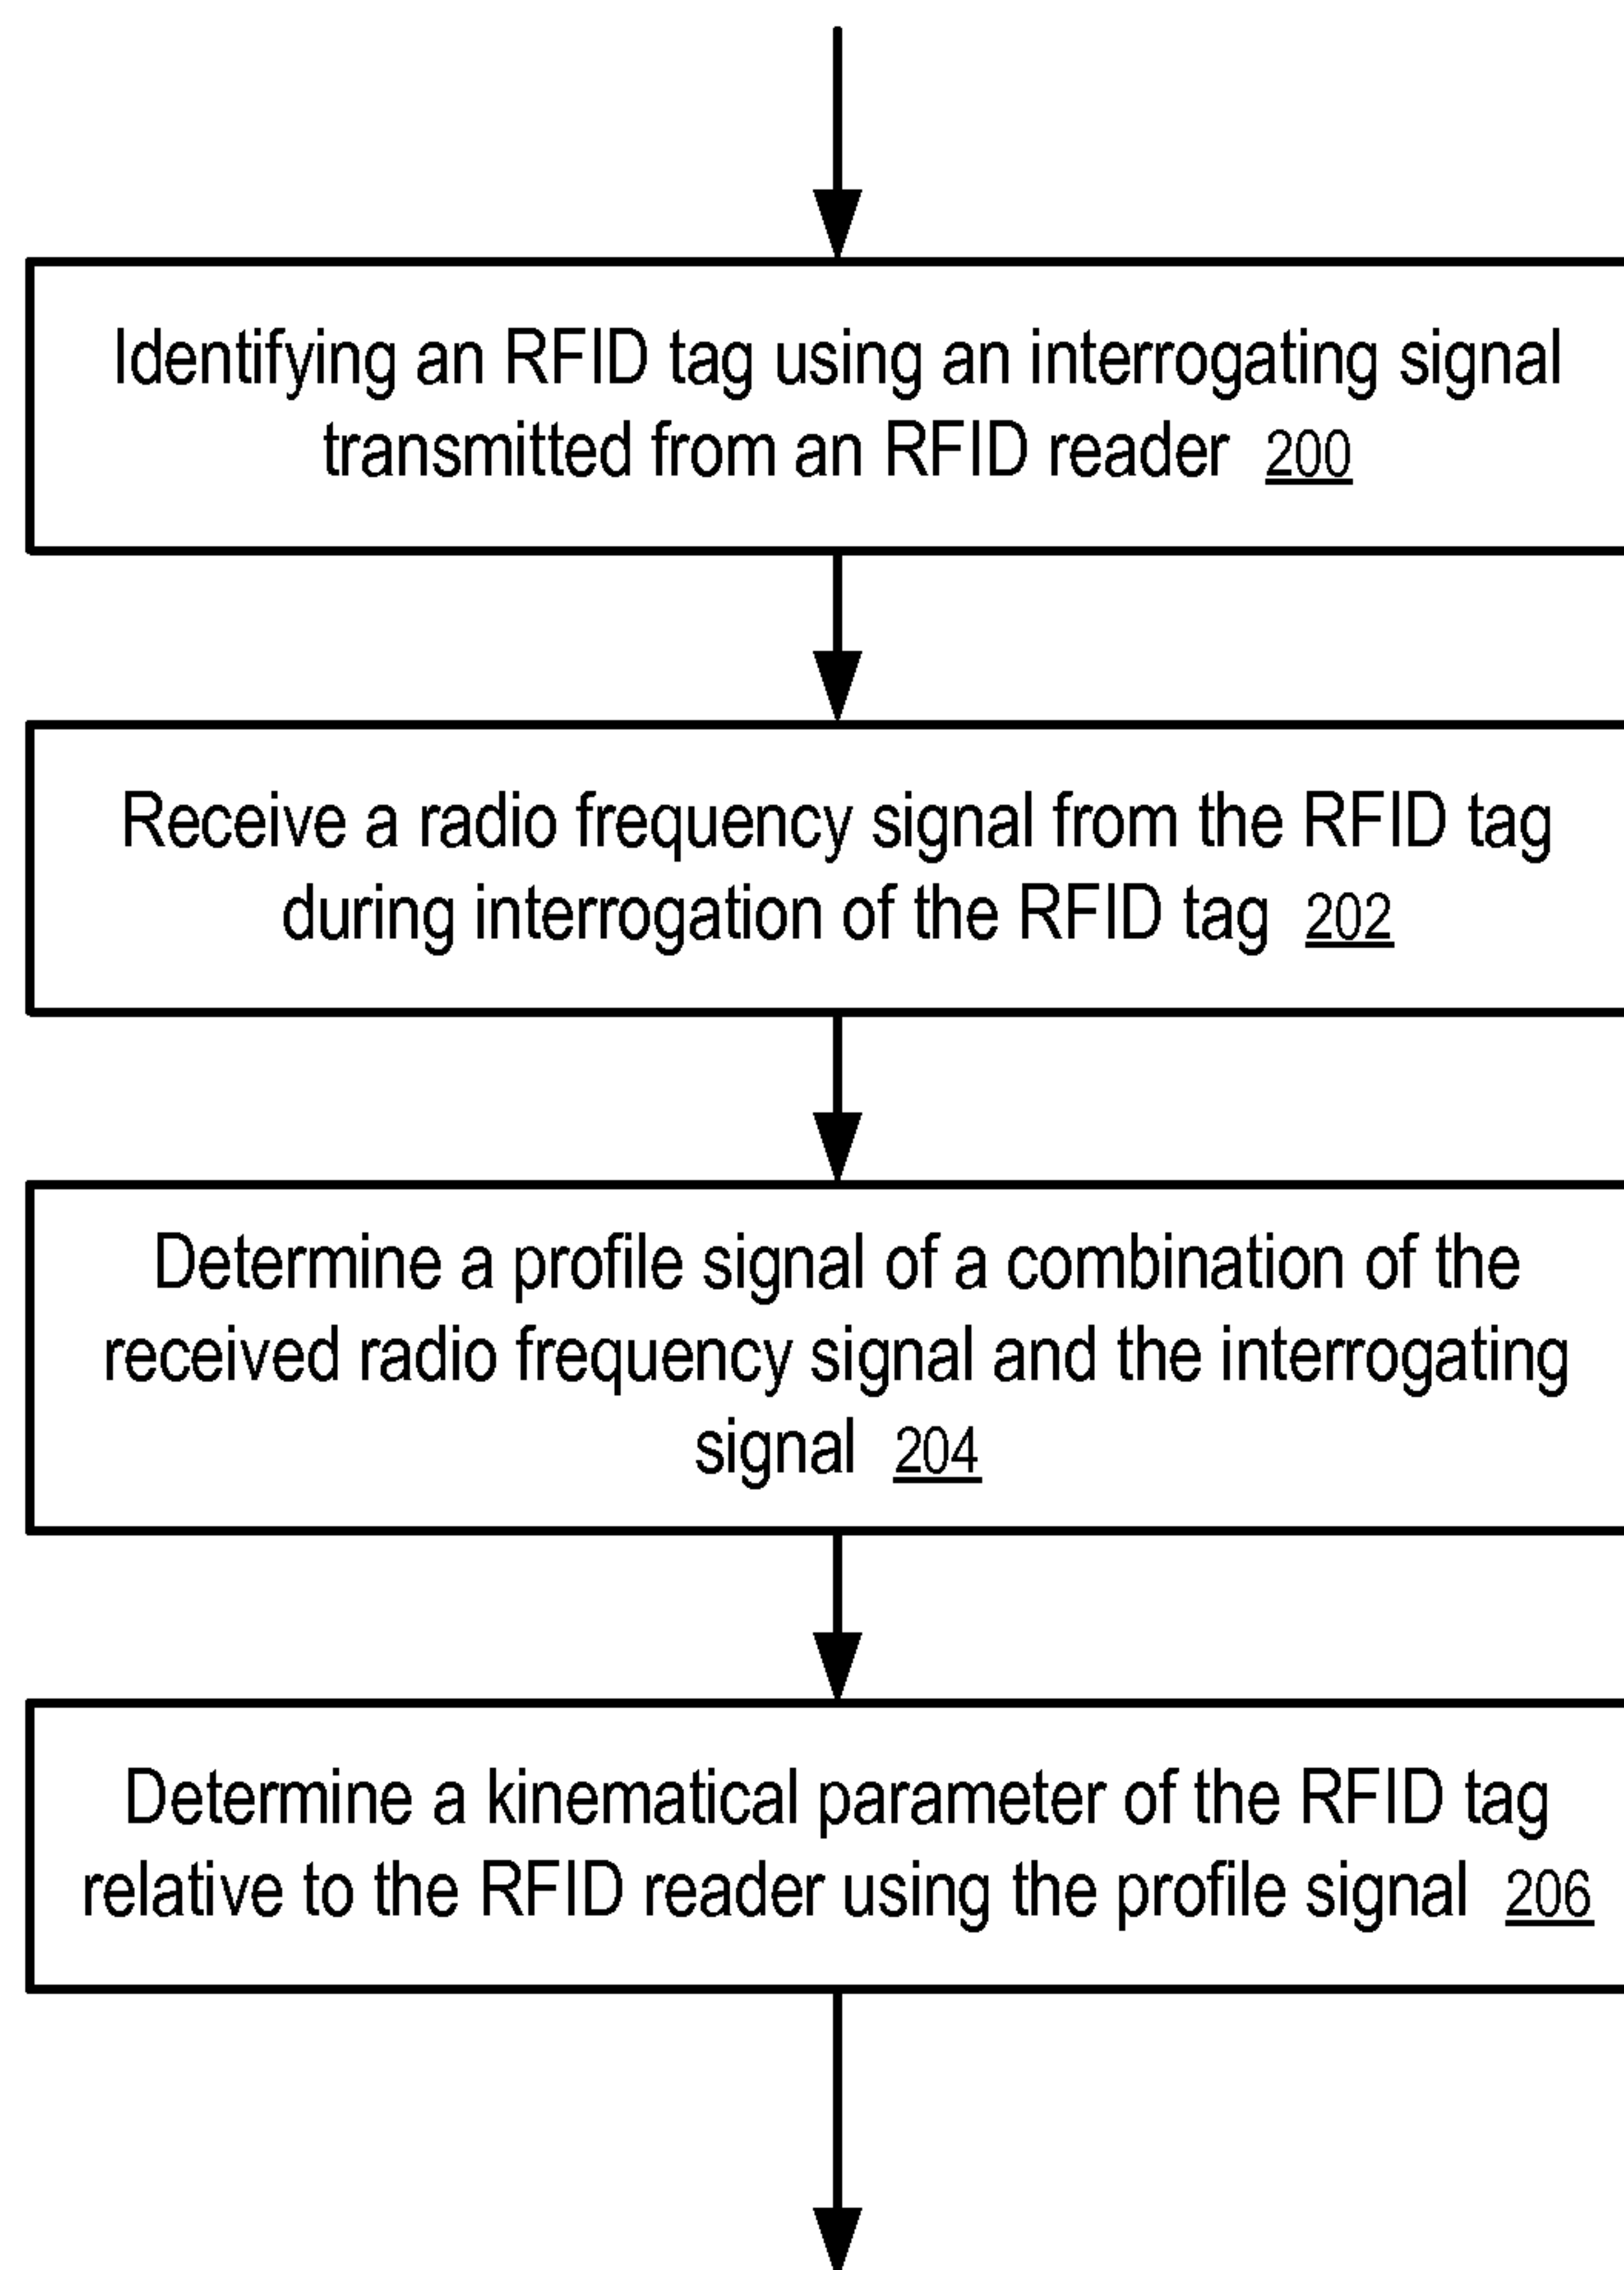 Identifying an RFID tag using an interrogating signal
transmitted from an RFID reader 200
Receive a radio frequency signal from the RFID tag
during interrogation of the RFID tag 202
Determine a profile signal of a combination of the
received radio frequency signal and the interrogating
signal 204
Determine a kinematical parameter of the RFID tag
relative to the RFID reader using the profile signal 206